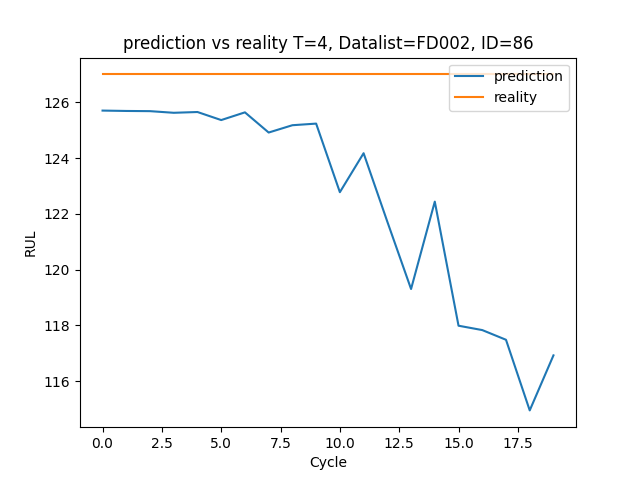 prediction vs reality T=4, Datalist=FD002, ID=86
prediction
reality
RUL
126
124
122
120
118
116
0.0 2.5 5.0 7.5 10.0 12.5 15.0 17.5
Cycle